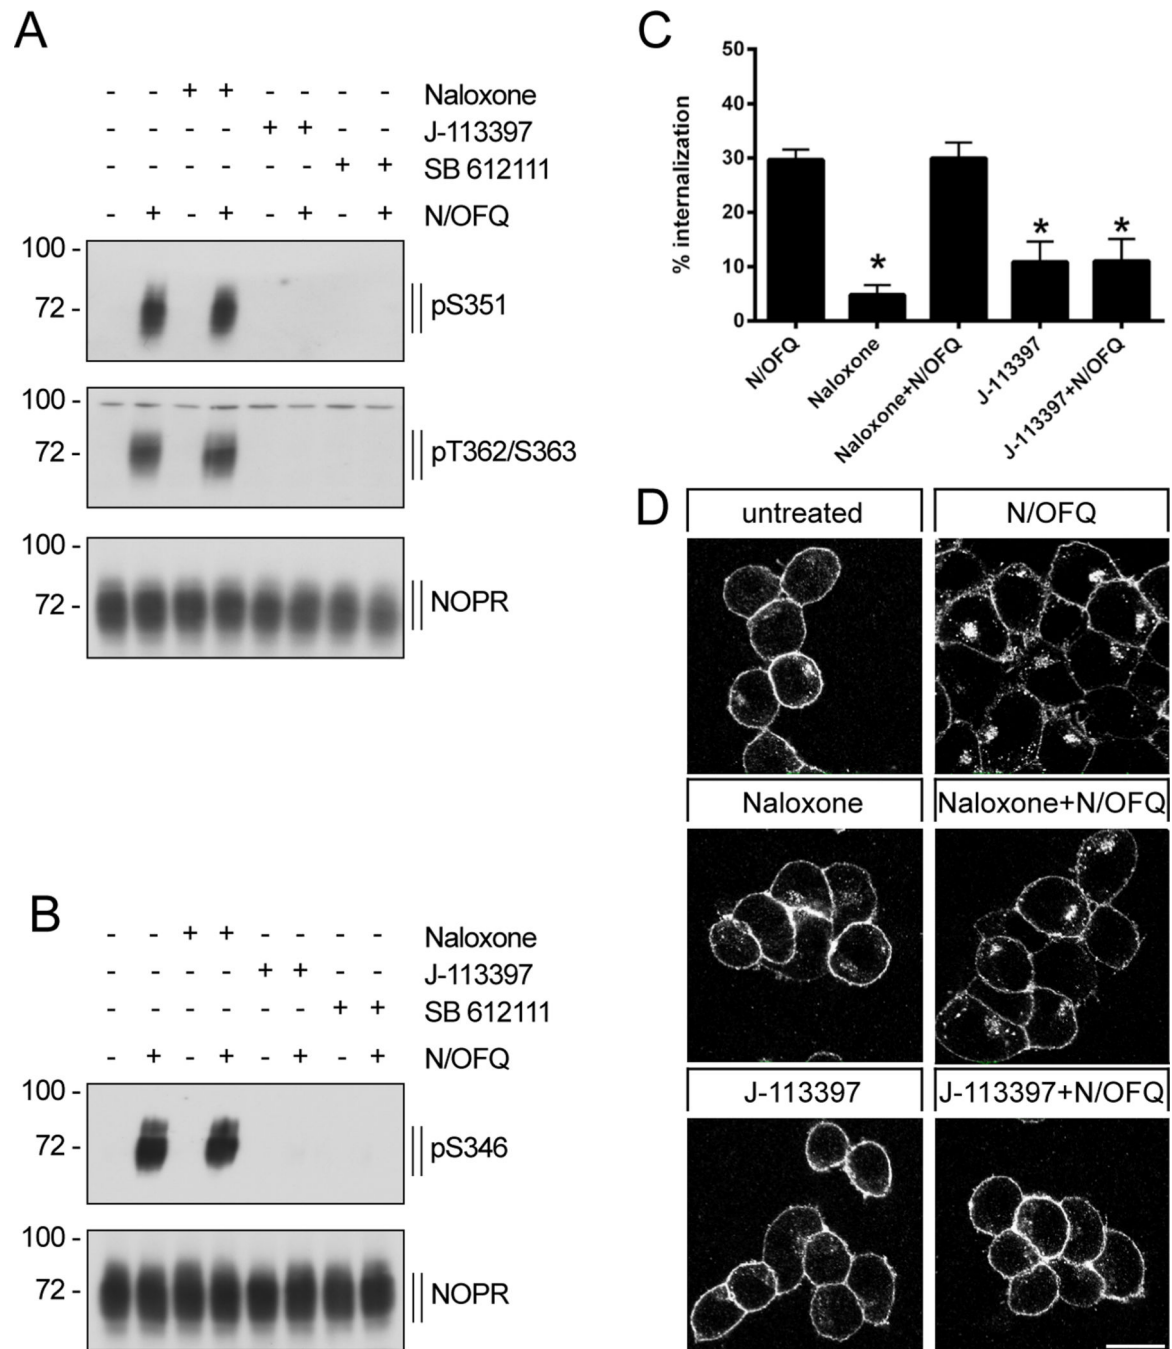 A
- - + + - - - - Naloxone
- - - - + + - - J-113397
- - - - - - + + SB 612111
- + - + - + - + N/OFQ
100 -
72 -
pS351
100 -
72 -
pT362/S363
100 -
72 -
NOPR
B
- - + + - - - - Naloxone
- - - - + + - - J-113397
- - - - - - + + SB 612111
- + - + - + - + N/OFQ
100 -
72 -
pS346
100 -
72 -
NOPR
C
% internalization
50
40
30
20
10
0
*
*
*
N/OFQ
Naloxone
Naloxone+N/OFQ
J-113397
J-113397+N/OFQ
D
untreated
N/OFQ
Naloxone
Naloxone+N/OFQ
J-113397
J-113397+N/OFQ